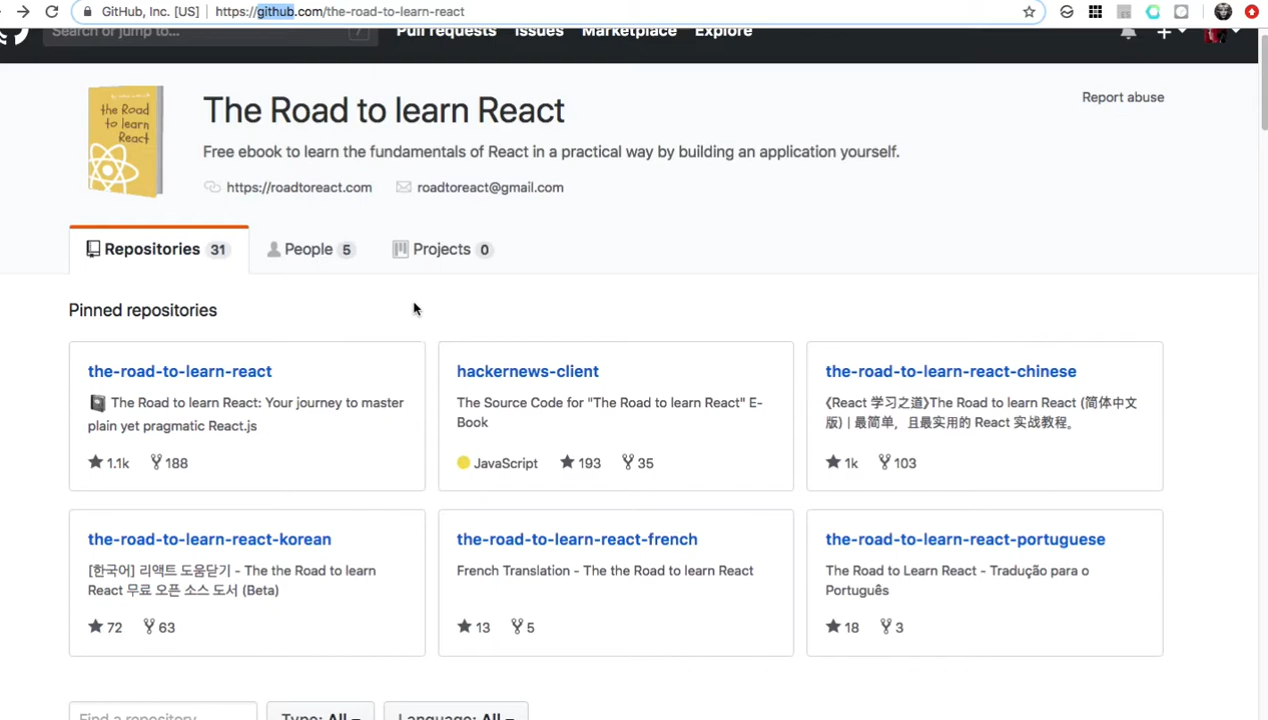 GitHub, Inc. [US] | https://github.com/the-road-to-learn-react
Search or jump to... /
Pull requests Issues Marketplace Explore
the Road
to learn
React
The Road to learn React
Report abuse
Free ebook to learn the fundamentals of React in a practical way by building an application yourself.
https://roadtoreact.com roadtoreact@gmail.com
Repositories 31 People 5 Projects 0
Pinned repositories
the-road-to-learn-react
The Road to learn React: Your journey to master
plain yet pragmatic React.js
1.1k 188
hackernews-client
The Source Code for "The Road to learn React" E-
Book
JavaScript 193 35
the-road-to-learn-react-chinese
《React 学习之道》The Road to learn React (简体中文
版) | 最简单，且最实用的 React 实战教程。
1k 103
the-road-to-learn-react-korean
[한국어] 리액트 도움닫기 - The the Road to learn
React 무료 오픈 소스 도서 (Beta)
72 63
the-road-to-learn-react-french
French Translation - The the Road to learn React
13 5
the-road-to-learn-react-portuguese
The Road to Learn React - Tradução para o
Português
18 3
Find a repository Type: All Language: All